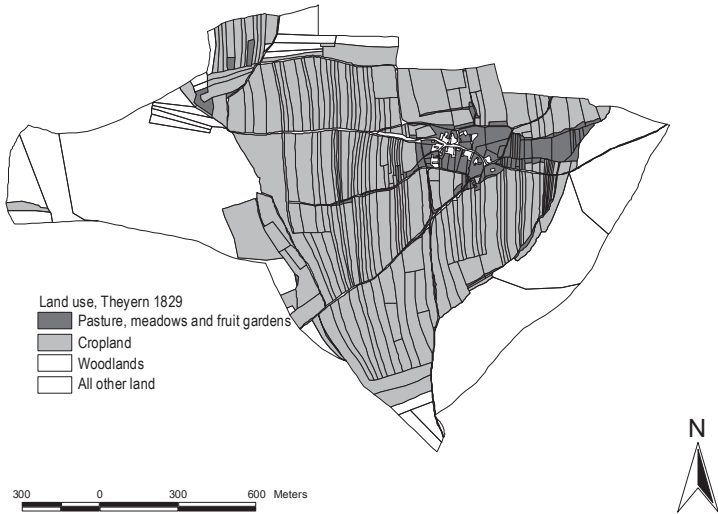 Land use, Theyern 1829
Pasture, meadows and fruit gardens
Cropland
Woodlands
All other land
N
300 0 300 600 Meters